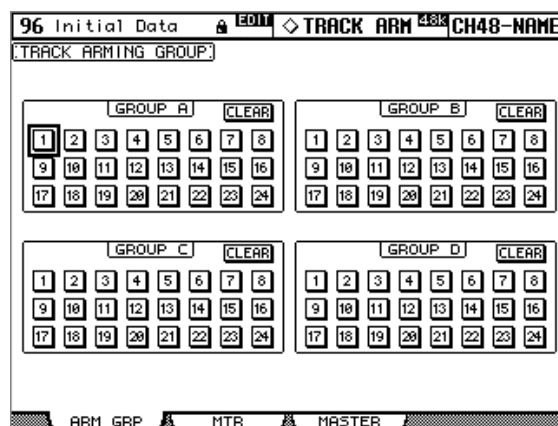 96 Initial Data EDIT TRACK ARM 48K CH48-NAME
TRACK ARMING GROUP
GROUP A CLEAR
1 2 3 4 5 6 7 8
9 10 11 12 13 14 15 16
17 18 19 20 21 22 23 24
GROUP B CLEAR
1 2 3 4 5 6 7 8
9 10 11 12 13 14 15 16
17 18 19 20 21 22 23 24
GROUP C CLEAR
1 2 3 4 5 6 7 8
9 10 11 12 13 14 15 16
17 18 19 20 21 22 23 24
GROUP D CLEAR
1 2 3 4 5 6 7 8
9 10 11 12 13 14 15 16
17 18 19 20 21 22 23 24
ARM GRP MTR MASTER